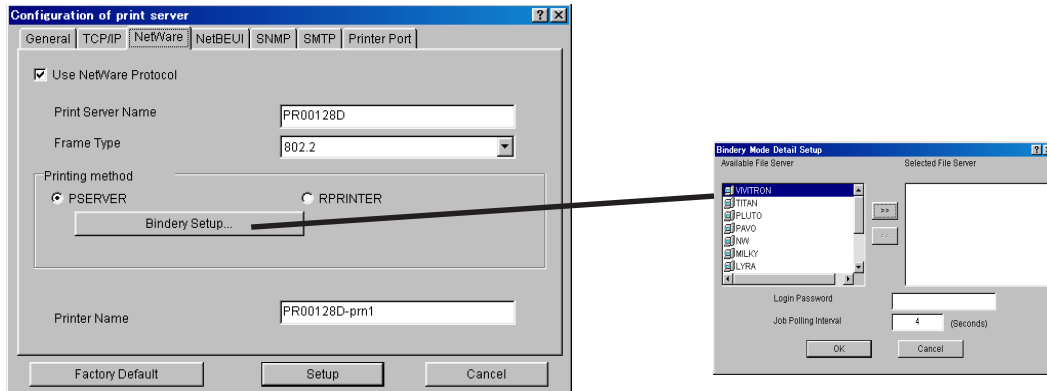 Configuration of print server
General TCP/IP NetWare NetBEUI SNMP SMTP Printer Port
Use NetWare Protocol
Print Server Name PR00128D
Frame Type 802.2
Printing method
PSERVER RPRINTER
Bindery Setup...
Printer Name PR00128D-prn1
Factory Default Setup Cancel
Bindery Mode Detail Setup
Available File Server Selected File Server
VIVITRON
TITAN
PLUTO
PAVO
NW
MILKY
LYRA
>>
<<
Login Password
Job Polling Interval 4 (Seconds)
OK Cancel